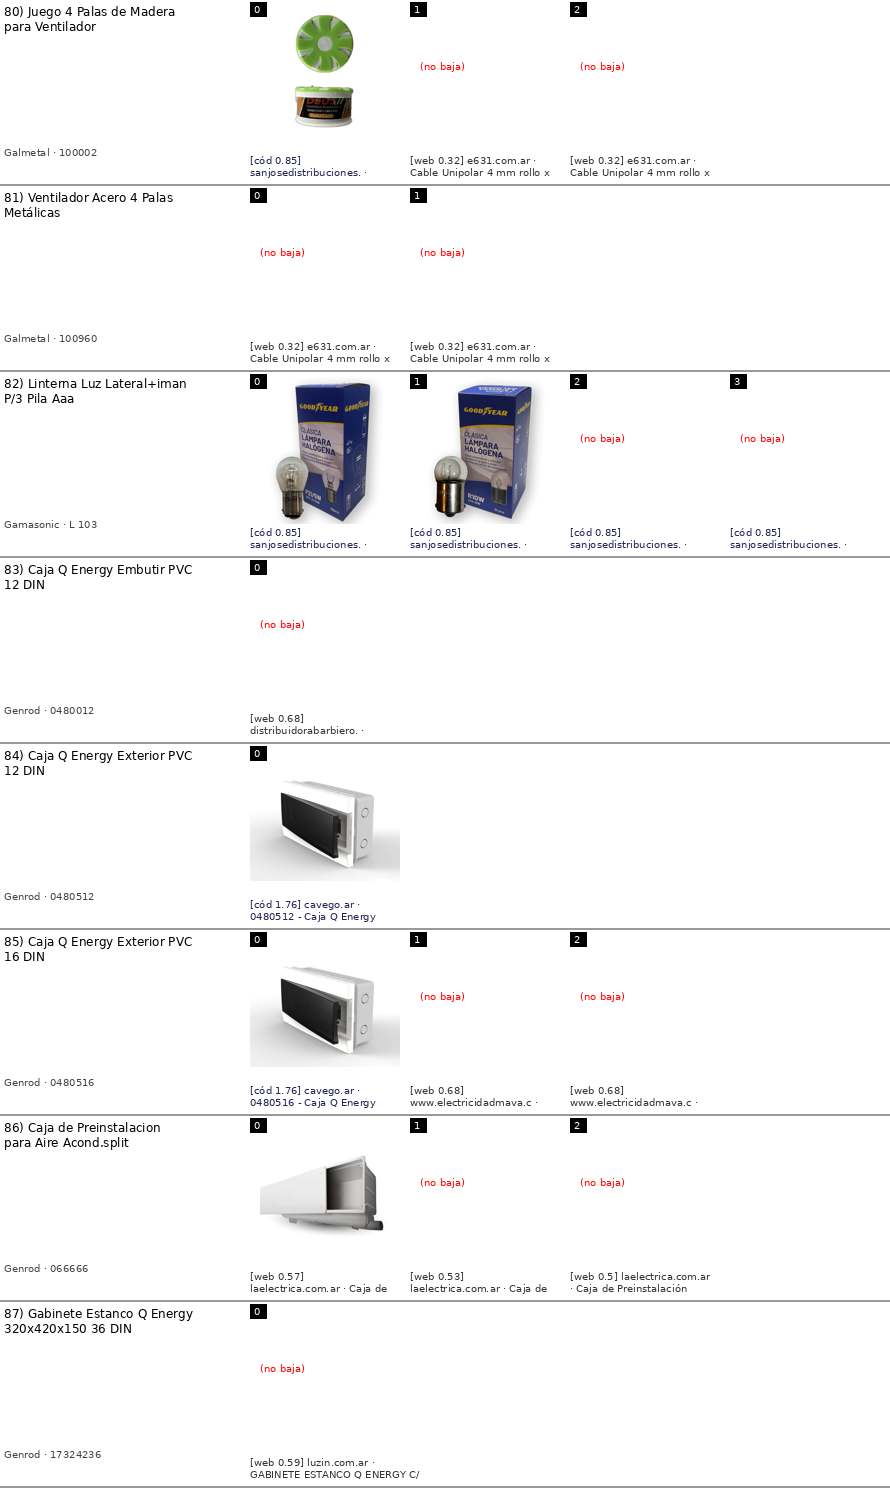 80) Juego 4 Palas de Madera
para Ventilador
Galmetal · 100002
0
[cód 0.85]
sanjosedistribuciones. ·
1
(no baja)
[web 0.32] e631.com.ar ·
Cable Unipolar 4 mm rollo x
2
(no baja)
[web 0.32] e631.com.ar ·
Cable Unipolar 4 mm rollo x
81) Ventilador Acero 4 Palas
Metálicas
Galmetal · 100960
0
(no baja)
[web 0.32] e631.com.ar ·
Cable Unipolar 4 mm rollo x
1
(no baja)
[web 0.32] e631.com.ar ·
Cable Unipolar 4 mm rollo x
82) Linterna Luz Lateral+iman
P/3 Pila Aaa
Gamasonic · L 103
0
GOODYEAR
CLÁSICA
LÁMPARA
HALÓGENA
[cód 0.85]
sanjosedistribuciones. ·
1
GOODYEAR
CLÁSICA
LÁMPARA
HALÓGENA
R10W
[cód 0.85]
sanjosedistribuciones. ·
2
(no baja)
[cód 0.85]
sanjosedistribuciones. ·
3
(no baja)
[cód 0.85]
sanjosedistribuciones. ·
83) Caja Q Energy Embutir PVC
12 DIN
Genrod · 0480012
0
(no baja)
[web 0.68]
distribuidorabarbiero. ·
84) Caja Q Energy Exterior PVC
12 DIN
Genrod · 0480512
0
[cód 1.76] cavego.ar ·
0480512 - Caja Q Energy
85) Caja Q Energy Exterior PVC
16 DIN
Genrod · 0480516
0
[cód 1.76] cavego.ar ·
0480516 - Caja Q Energy
1
(no baja)
[web 0.68]
www.electricidadmava.c ·
2
(no baja)
[web 0.68]
www.electricidadmava.c ·
86) Caja de Preinstalacion
para Aire Acond.split
Genrod · 066666
0
[web 0.57]
laelectrica.com.ar · Caja de
1
(no baja)
[web 0.53]
laelectrica.com.ar · Caja de
2
(no baja)
[web 0.5] laelectrica.com.ar
· Caja de Preinstalación
87) Gabinete Estanco Q Energy
320x420x150 36 DIN
Genrod · 17324236
0
(no baja)
[web 0.59] luzin.com.ar ·
GABINETE ESTANCO Q ENERGY C/